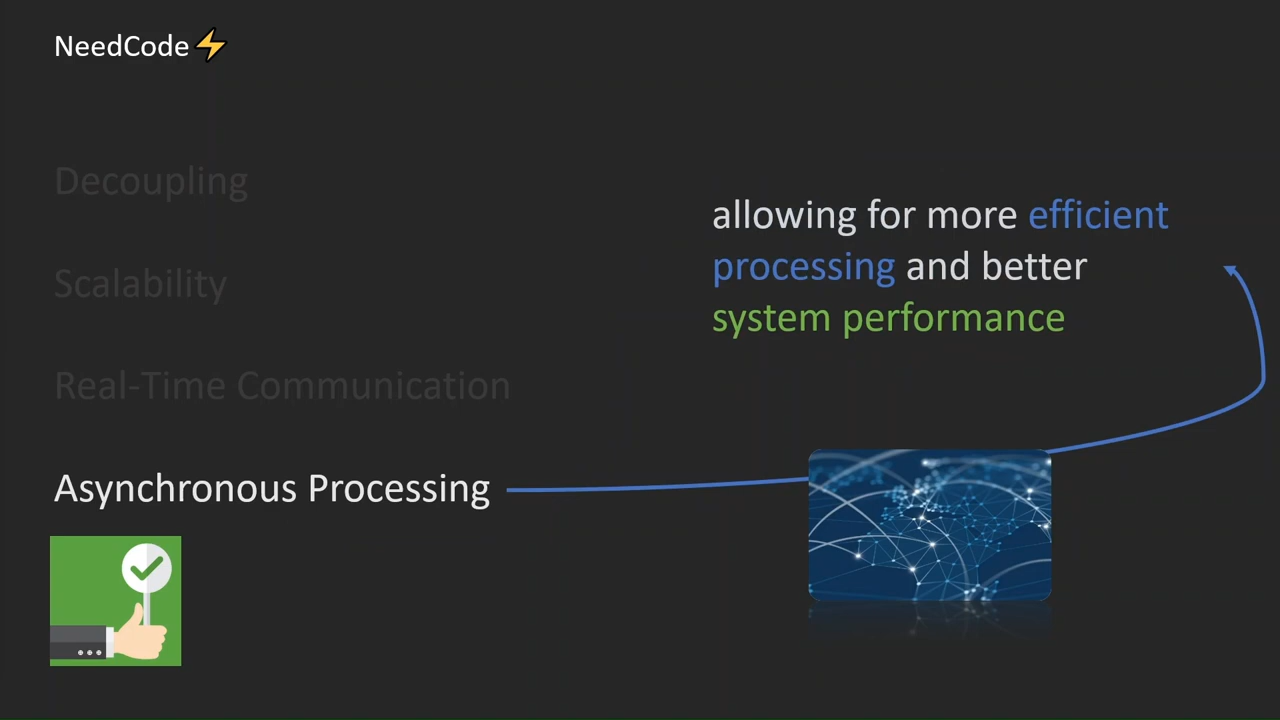 NeedCode⚡
Decoupling
Scalability
Real-Time Communication
Asynchronous Processing
allowing for more efficient
processing and better
system performance